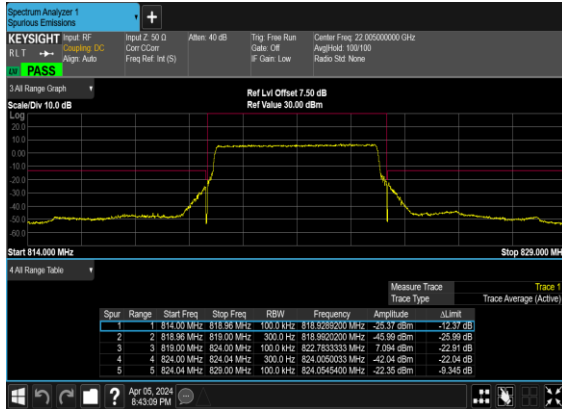 Spectrum Analyzer 1
Spurious Emissions
KEYSIGHT Input: RF Input Z: 50 Ω Atten: 40 dB Trig: Free Run Center Freq: 22.005000000 GHz
RLT Coupling: DC Corr CCorr Gate: Off Avg|Hold: 100/100
Align: Auto Freq Ref: Int (S) IF Gain: Low Radio Std: None
PASS
3 All Range Graph
Ref Lvl Offset 7.50 dB
Scale/Div 10.0 dB Ref Value 30.00 dBm
Log
20.0
10.0
0.00
-10.0
-20.0
-30.0
-40.0
-50.0
-60.0
Start 814.000 MHz Stop 829.000 MHz
4 All Range Table
Measure Trace Trace 1
Trace Type Trace Average (Active)
Spur Range Start Freq Stop Freq RBW Frequency Amplitude ΔLimit
1 1 814.00 MHz 818.96 MHz 100.0 kHz 818.9289200 MHz -25.37 dBm -12.37 dB
2 2 818.96 MHz 819.00 MHz 300.0 Hz 818.9920200 MHz -45.99 dBm -25.99 dB
3 3 819.00 MHz 824.00 MHz 100.0 kHz 822.7833333 MHz 7.094 dBm -22.91 dB
4 4 824.00 MHz 824.04 MHz 300.0 Hz 824.0050033 MHz -42.04 dBm -22.04 dB
5 5 824.04 MHz 829.00 MHz 100.0 kHz 824.0545400 MHz -22.35 dBm -9.345 dB
Apr 05, 2024
8:43:09 PM